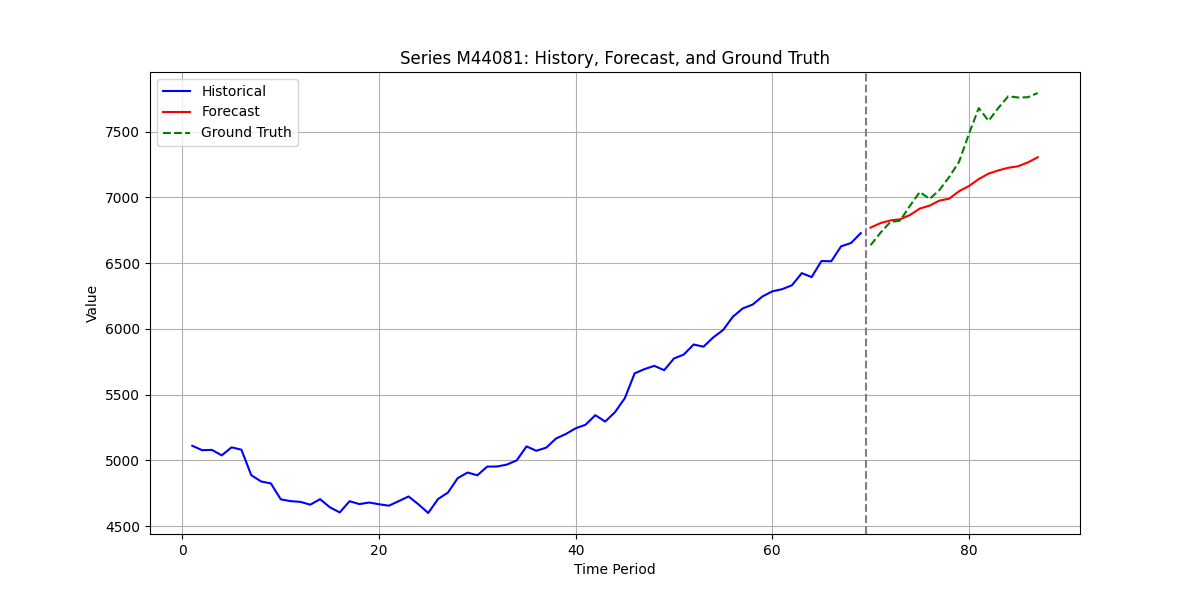 Series M44081: History, Forecast, and Ground Truth
Historical
Forecast
Ground Truth
Value
7500
7000
6500
6000
5500
5000
4500
0
20
40
60
80
Time Period